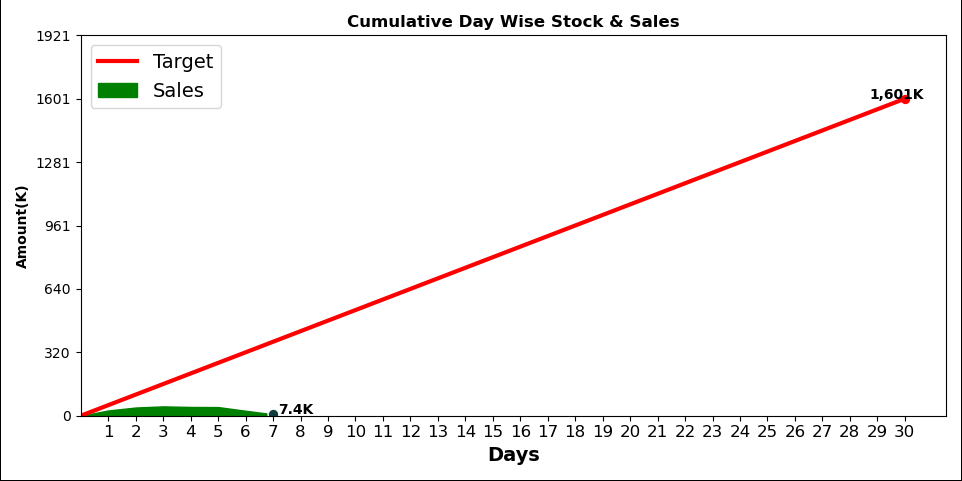 Cumulative Day Wise Stock & Sales
1921
1601
1281
961
640
320
0
Amount(K)
Target
Sales
1,601K
7.4K
1 2 3 4 5 6 7 8 9 10 11 12 13 14 15 16 17 18 19 20 21 22 23 24 25 26 27 28 29 30
Days